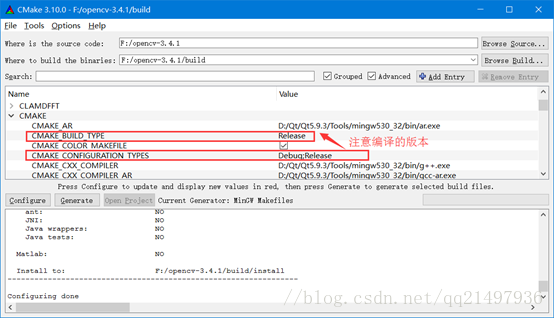 CMake 3.10.0 - F:/opencv-3.4.1/build
File Tools Options Help
Where is the source code: F:/opencv-3.4.1 Browse Source...
Where to build the binaries: F:/opencv-3.4.1/build Browse Build...
Search: Grouped Advanced Add Entry Remove Entry
Name Value
CLAMDFFT
CMAKE
CMAKE_AR D:/Qt/Qt5.9.3/Tools/mingw530_32/bin/ar.exe
CMAKE_BUILD_TYPE Release
CMAKE_COLOR_MAKEFILE
注意编译的版本
CMAKE_CONFIGURATION_TYPES Debug;Release
CMAKE_CXX_COMPILER D:/Qt/Qt5.9.3/Tools/mingw530_32/bin/g++.exe
CMAKE_CXX_COMPILER_AR D:/Qt/Qt5.9.3/Tools/mingw530_32/bin/gcc-ar.exe
Press Configure to update and display new values in red, then press Generate to generate selected build files.
Configure Generate Open Project Current Generator: MinGW Makefiles
ant: NO
JNI: NO
Java wrappers: NO
Java tests: NO
Matlab: NO
Install to: F:/opencv-3.4.1/build/install
Configuring done